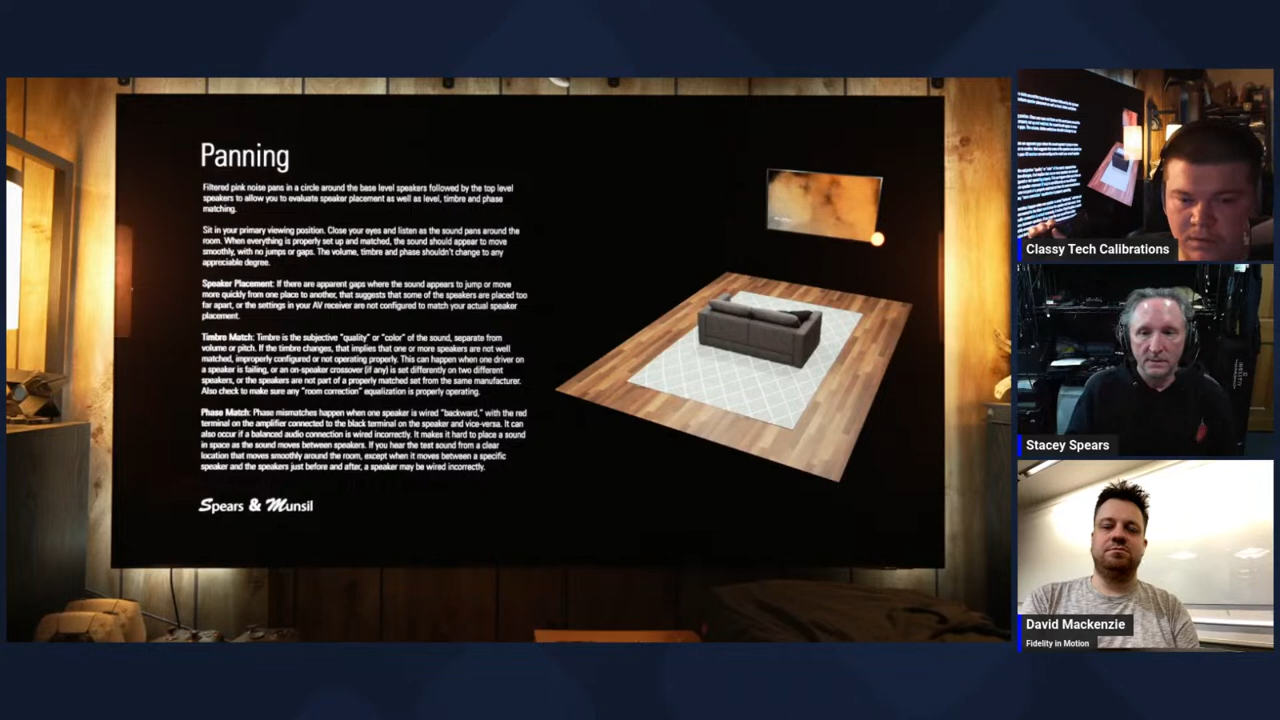 Panning
Filtered pink noise pans in a circle around the base level speakers followed by the top level
speakers to allow you to evaluate speaker placement as well as level, timbre and phase
matching.
Sit in your primary viewing position. Close your eyes and listen as the sound pans around the
room. When everything is properly set up and matched, the sound should appear to move
smoothly, with no jumps or gaps. The volume, timbre and phase shouldn't change to any
appreciable degree.
Speaker Placement: If there are apparent gaps where the sound appears to jump or move
more quickly from one place to another, that suggests that some of the speakers are placed too
far apart, or the settings in your AV receiver are not configured to match your actual speaker
placement.
Timbre Match: Timbre is the subjective "quality" or "color" of the sound, separate from
volume or pitch. If the timbre changes, that implies that one or more speakers are not well
matched, improperly configured or not operating properly. This can happen when one driver on
a speaker is failing, or an on-speaker crossover (if any) is set differently on two different
speakers, or the speakers are not part of a properly matched set from the same manufacturer.
Also check to make sure any "room correction" equalization is properly operating.
Phase Match: Phase mismatches happen when one speaker is wired "backward," with the red
terminal on the amplifier connected to the black terminal on the speaker and vice-versa. It can
also occur if a balanced audio connection is wired incorrectly. It makes it hard to place a sound
in space as the sound moves between speakers. If you hear the test sound from a clear
location that moves smoothly around the room, except when it moves between a specific
speaker and the speakers just before and after, a speaker may be wired incorrectly.
Spears & Munsil
Classy Tech Calibrations
Stacey Spears
David Mackenzie
Fidelity in Motion